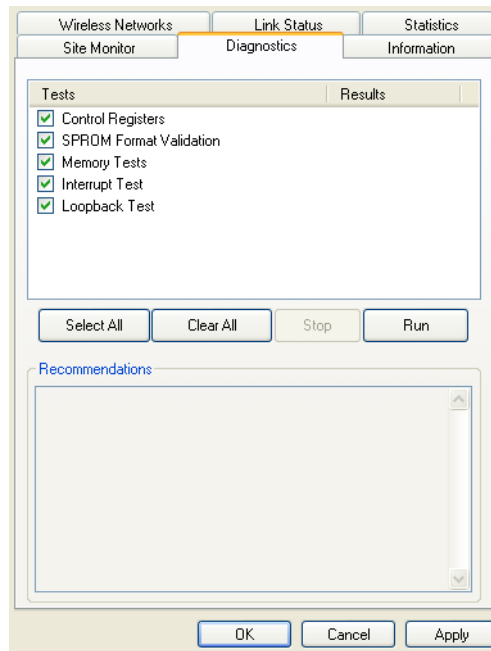 Wireless Networks Link Status Statistics
Site Monitor Diagnostics Information
Tests Results
Control Registers
SPROM Format Validation
Memory Tests
Interrupt Test
Loopback Test
Select All Clear All Stop Run
Recommendations
OK Cancel Apply